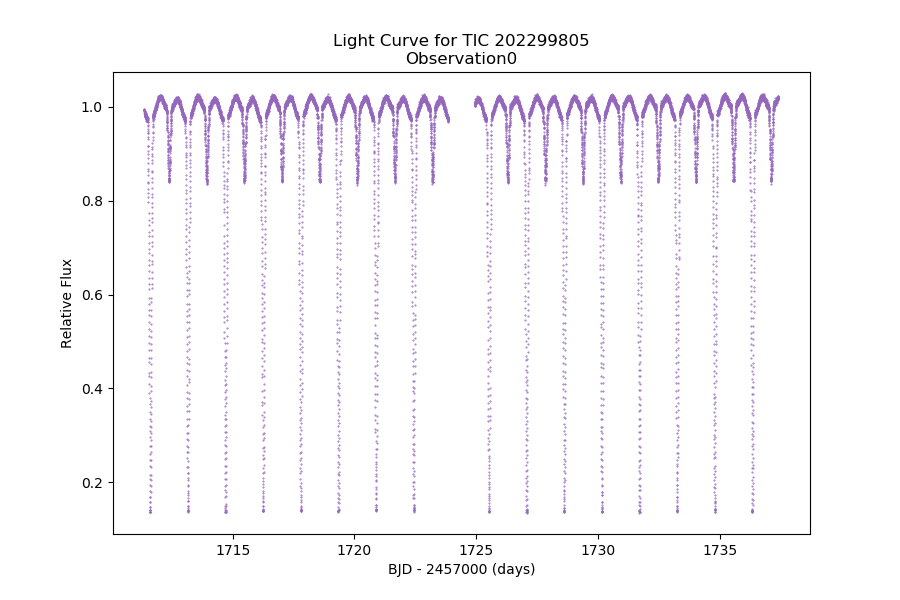 Light Curve for TIC 202299805
Observation0
1.0
0.8
0.6
0.4
0.2
Relative Flux
1715
1720
1725
1730
1735
BJD - 2457000 (days)